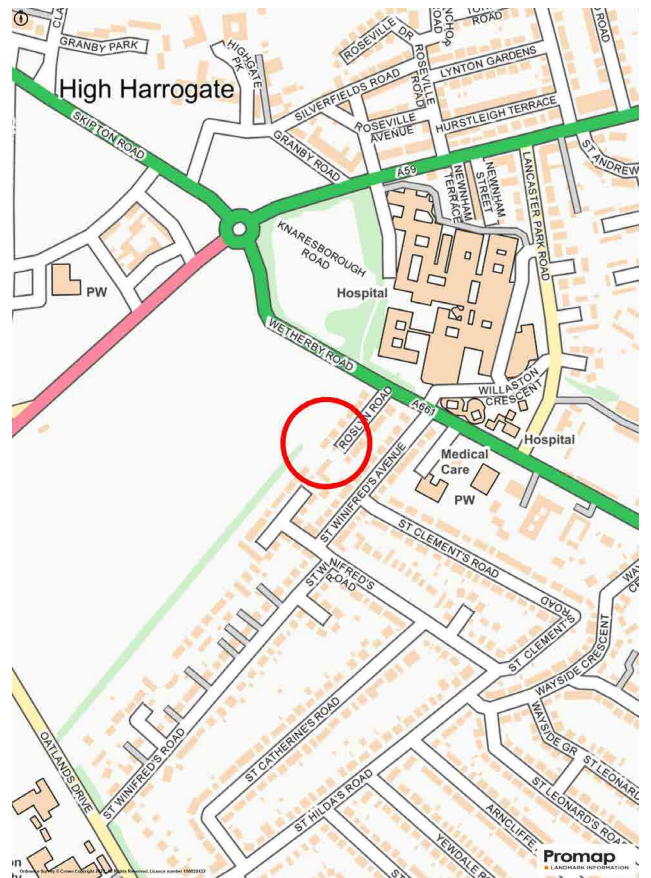 GRANBY PARK
HIGHGATE
PK
ROSEVILLE
DR
ROAD
ROSEVILLE
ROAD
LYNTON GARDENS
High Harrogate
SILVERFIELDS ROAD
SKIPTON ROAD
GRANBY ROAD
ROSEVILLE
AVENUE
HURSTLEIGH TERRACE
ST ANDREW
A59
NEWNHAM
TERRACE
NEWNHAM
STREET
LANCASTER PARK ROAD
KNARESBOROUGH
ROAD
PW
Hospital
WETHERBY ROAD
WILLASTON
CRESCENT
A661
ROSLYN ROAD
Hospital
Medical
Care
PW
ST WINIFRED'S AVENUE
ST CLEMENT'S ROAD
ST WINIFRED'S
ROAD
ST CLEMENT'S
ROAD
WAYSIDE CRESCENT
WAYSIDE GR
ST LEONARD
ST LEONARD'S ROA
ST CATHERINE'S ROAD
ST WINIFRED'S ROAD
OATLANDS DRIVE
ST HILDA'S ROAD
ARNCLIFFE
YEWDALE R
Promap
LANDMARK INFORMATION